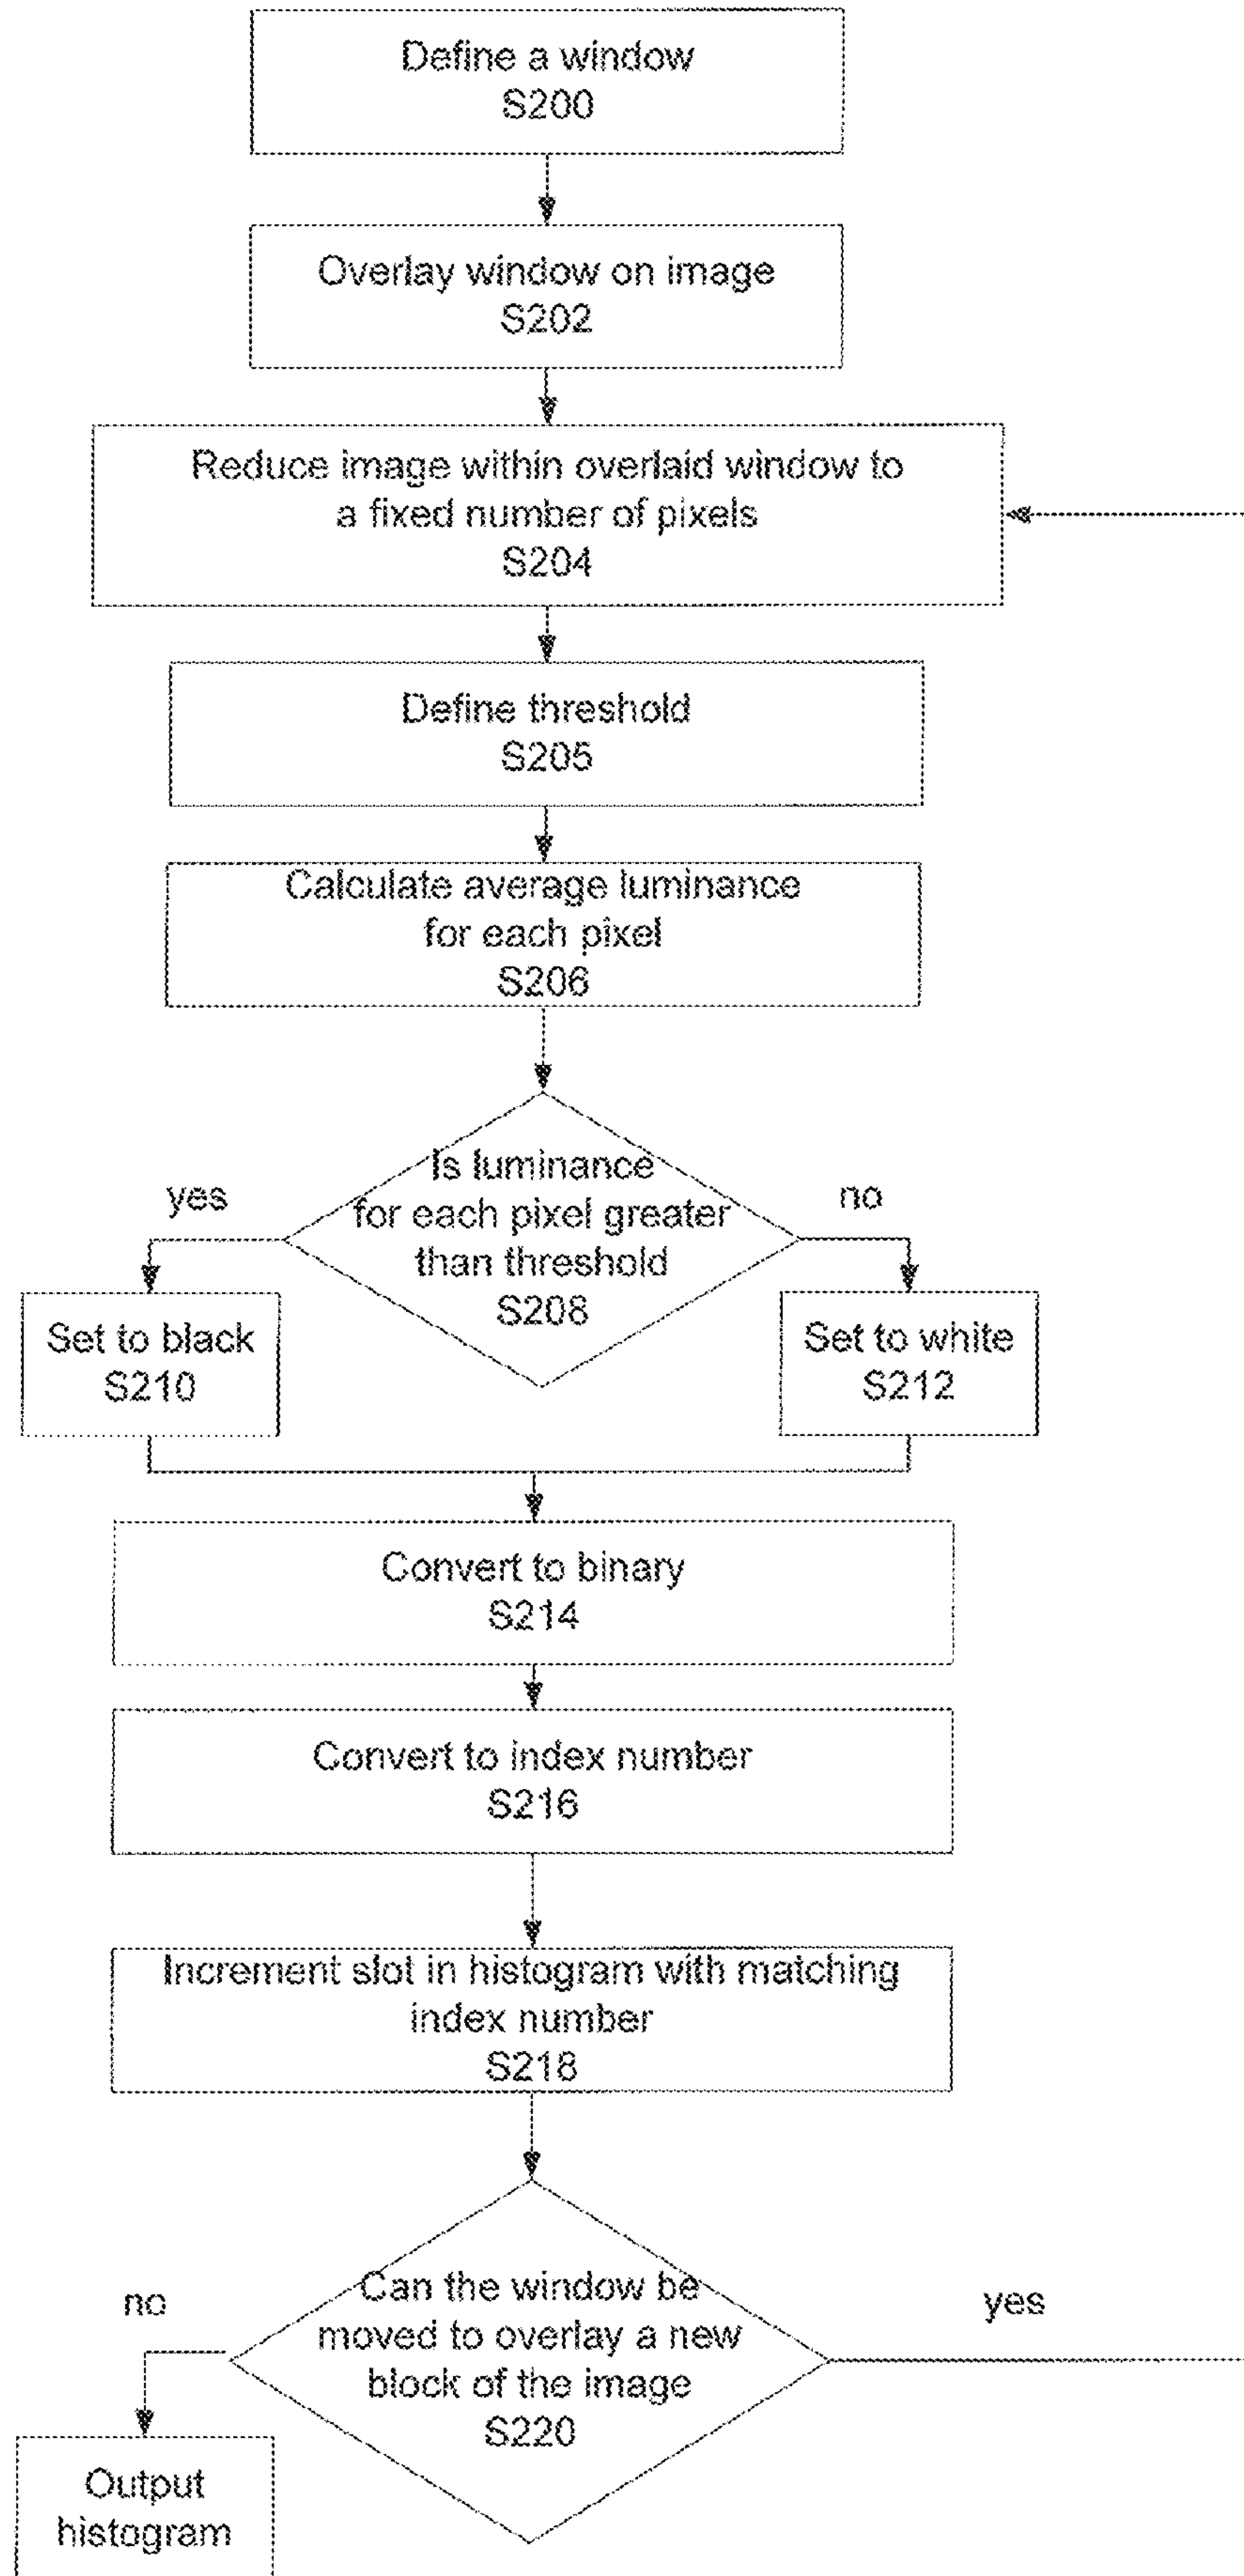 Define a window
S200
Overlay window on image
S202
Reduce image within overlaid window to
a fixed number of pixels
S204
Define threshold
S205
Calculate average luminance
for each pixel
S206
Is luminance
for each pixel greater
than threshold
S208
yes
no
Set to black
S210
Set to white
S212
Convert to binary
S214
Convert to index number
S216
Increment slot in histogram with matching
index number
S218
Can the window be
moved to overlay a new
block of the image
S220
no
yes
Output
histogram